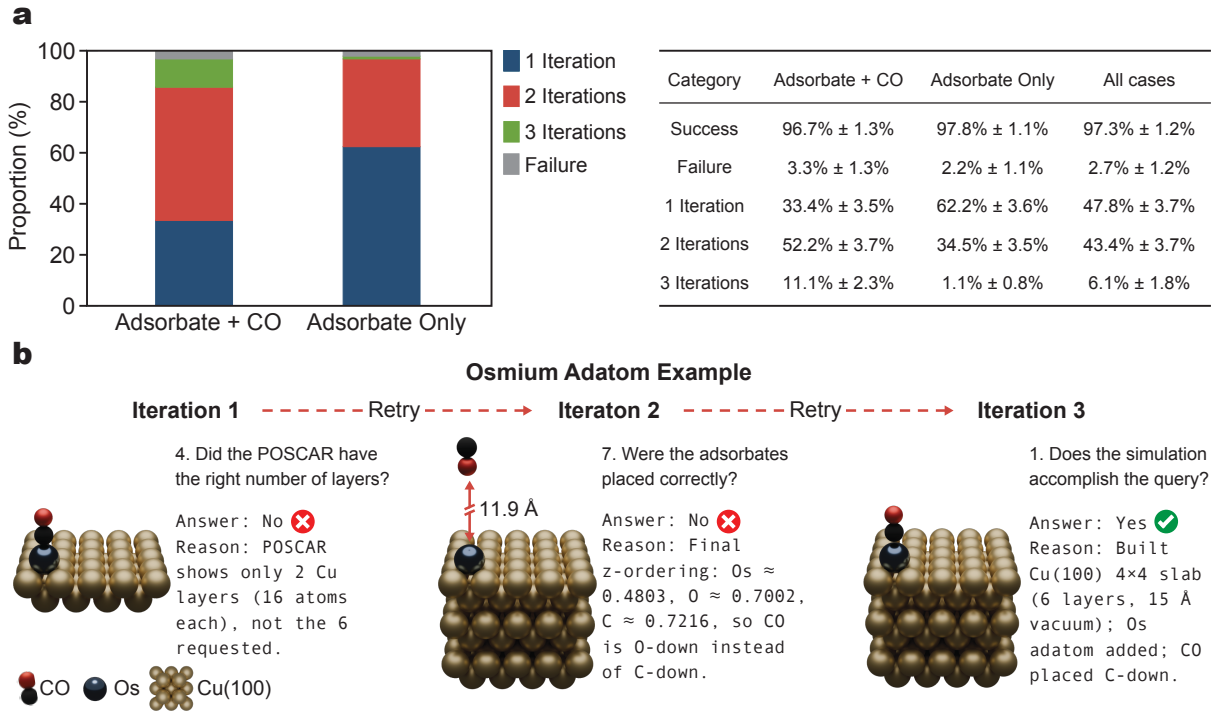 a
Proportion (%)
100
80
60
40
20
0
Adsorbate + CO
Adsorbate Only
1 Iteration
2 Iterations
3 Iterations
Failure
Category Adsorbate + CO Adsorbate Only All cases
Success 96.7% ± 1.3% 97.8% ± 1.1% 97.3% ± 1.2%
Failure 3.3% ± 1.3% 2.2% ± 1.1% 2.7% ± 1.2%
1 Iteration 33.4% ± 3.5% 62.2% ± 3.6% 47.8% ± 3.7%
2 Iterations 52.2% ± 3.7% 34.5% ± 3.5% 43.4% ± 3.7%
3 Iterations 11.1% ± 2.3% 1.1% ± 0.8% 6.1% ± 1.8%
b
Osmium Adatom Example
Iteration 1 Retry Iteraton 2 Retry Iteration 3
4. Did the POSCAR have
the right number of layers?
Answer: No
Reason: POSCAR
shows only 2 Cu
layers (16 atoms
each), not the 6
requested.
11.9 Å
7. Were the adsorbates
placed correctly?
Answer: No
Reason: Final
z-ordering: Os ≈
0.4803, O ≈ 0.7002,
C ≈ 0.7216, so CO
is O-down instead
of C-down.
1. Does the simulation
accomplish the query?
Answer: Yes
Reason: Built
Cu(100) 4×4 slab
(6 layers, 15 Å
vacuum); Os
adatom added; CO
placed C-down.
CO Os Cu(100)